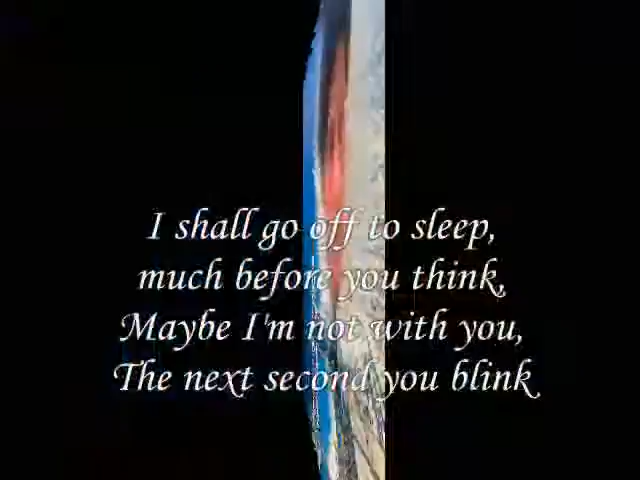 I shall go off to sleep,
much before you think,
Maybe I'm not with you,
The next second you blink